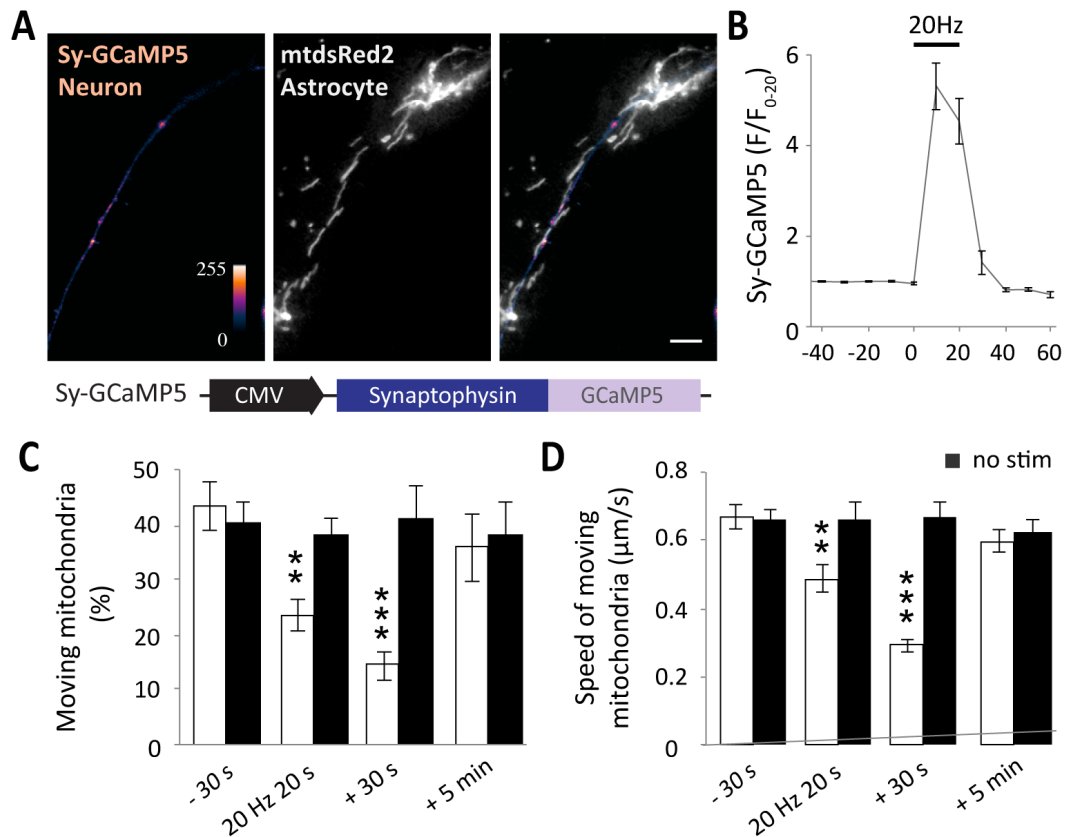 A
Sy-GCaMP5
Neuron
255
0
mtdsRed2
Astrocyte
Sy-GCaMP5
CMV
Synaptophysin
GCaMP5
B
20Hz
Sy-GCaMP5 (F/F0-20)
6
4
2
0
-40
-20
0
20
40
60
C
Moving mitochondria
(%)
50
40
30
20
10
0
**
***
- 30 s
20 Hz 20 s
+ 30 s
+ 5 min
D
no stim
Speed of moving
mitochondria (μm/s)
0.8
0.6
0.4
0.2
0
**
***
- 30 s
20 Hz 20 s
+ 30 s
+ 5 min